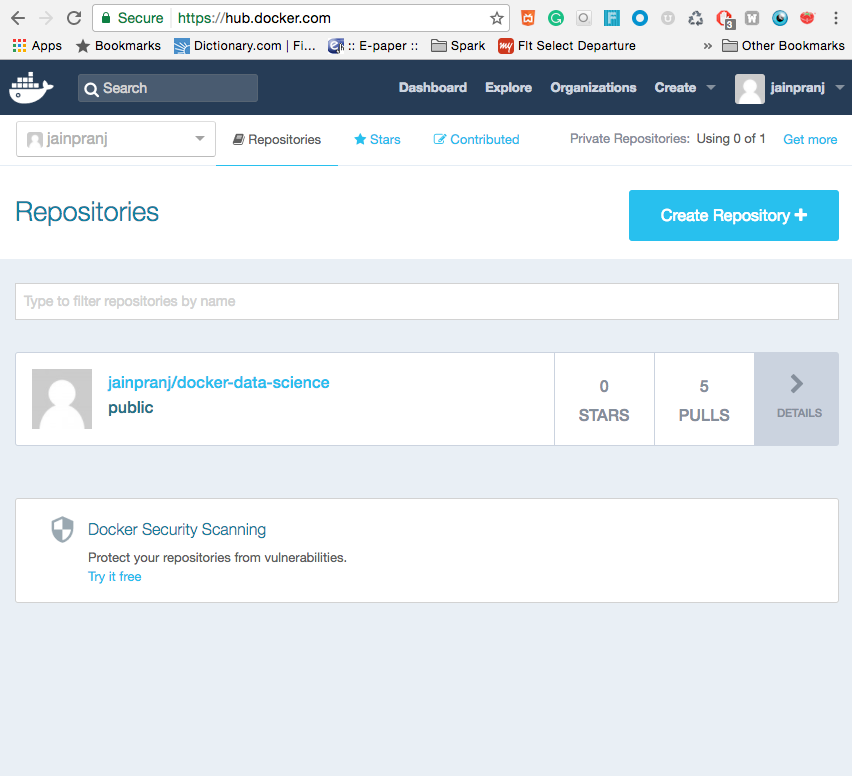 Secure https://hub.docker.com
3
Apps Bookmarks Dictionary.com | Fi... :: E-paper :: Spark my Flt Select Departure » Other Bookmarks
Search Dashboard Explore Organizations Create jainpranj
jainpranj Repositories Stars Contributed Private Repositories: Using 0 of 1 Get more
Repositories
Create Repository +
Type to filter repositories by name
jainpranj/docker-data-science
public
0
STARS
5
PULLS
DETAILS
Docker Security Scanning
Protect your repositories from vulnerabilities.
Try it free